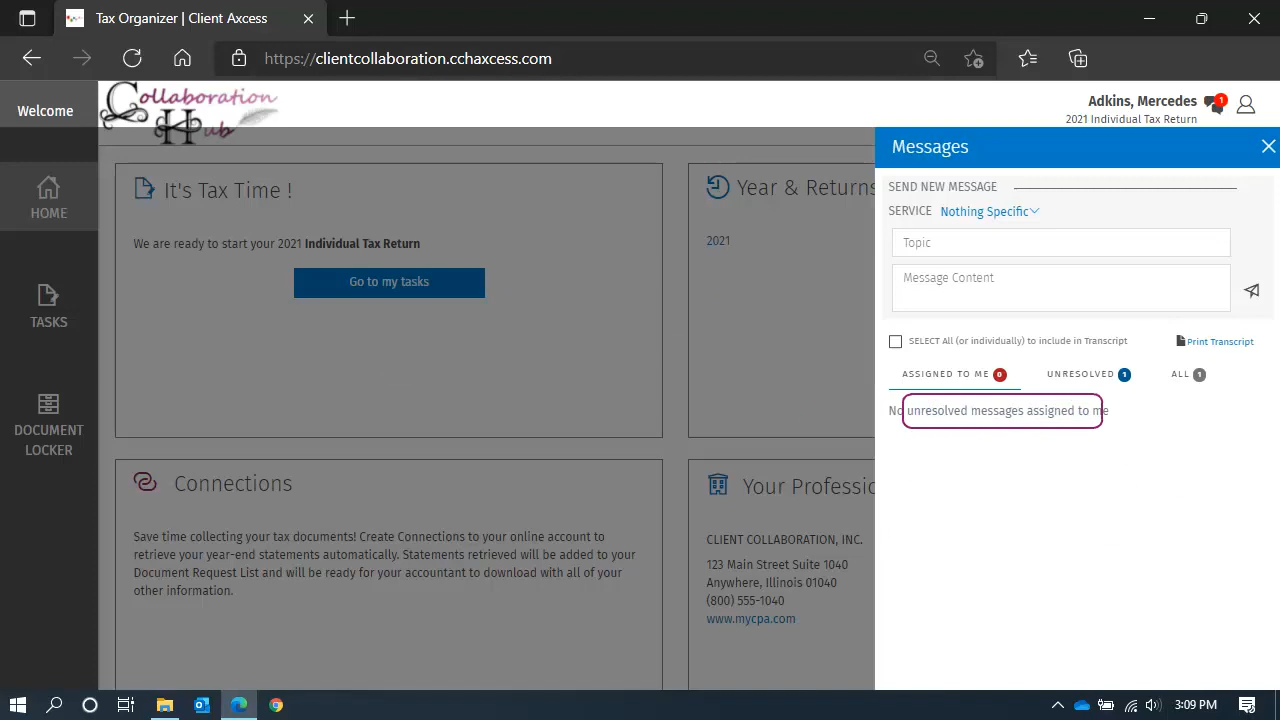 Tax Organizer | Client Axcess
https://clientcollaboration.cchaxcess.com
Welcome
Collaboration
Hub
Adkins, Mercedes
1
2021 Individual Tax Return
HOME
TASKS
DOCUMENT
LOCKER
It's Tax Time !
We are ready to start your 2021 Individual Tax Return
Go to my tasks
Year & Returns
2021
Connections
Save time collecting your tax documents! Create Connections to your online account to
retrieve your year-end statements automatically. Statements retrieved will be added to your
Document Request List and will be ready for your accountant to download with all of your
other information.
Your Professio
CLIENT COLLABORATION, INC.
123 Main Street Suite 1040
Anywhere, Illinois 01040
(800) 555-1040
www.mycpa.com
Messages
SEND NEW MESSAGE
SERVICE Nothing Specific
Topic
Message Content
SELECT All (or individually) to include in Transcript
Print Transcript
ASSIGNED TO ME 0
UNRESOLVED 1
ALL 1
No unresolved messages assigned to me
3:09 PM